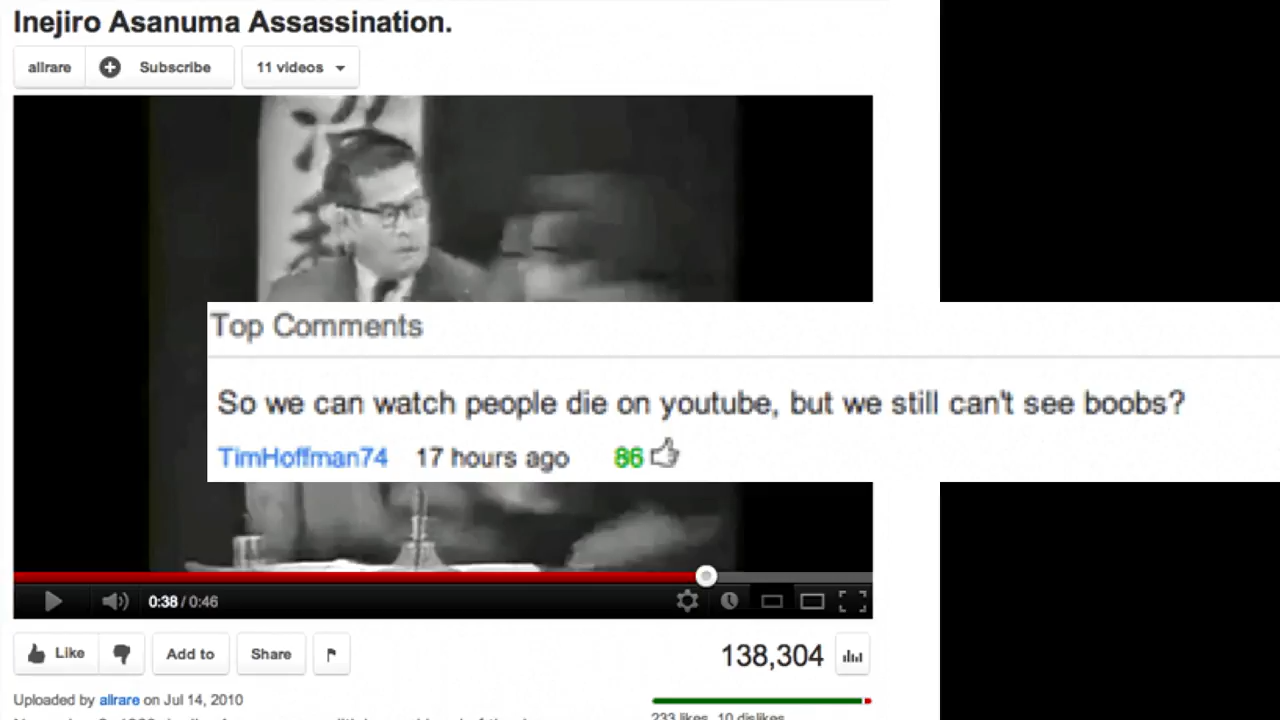 Inejiro Asanuma Assassination.
allrare Subscribe 11 videos
Top Comments
So we can watch people die on youtube, but we still can't see boobs?
TimHoffman74 17 hours ago 86
0:38 / 0:46
Like Add to Share 138,304
Uploaded by allrare on Jul 14, 2010
233 likes, 10 dislikes